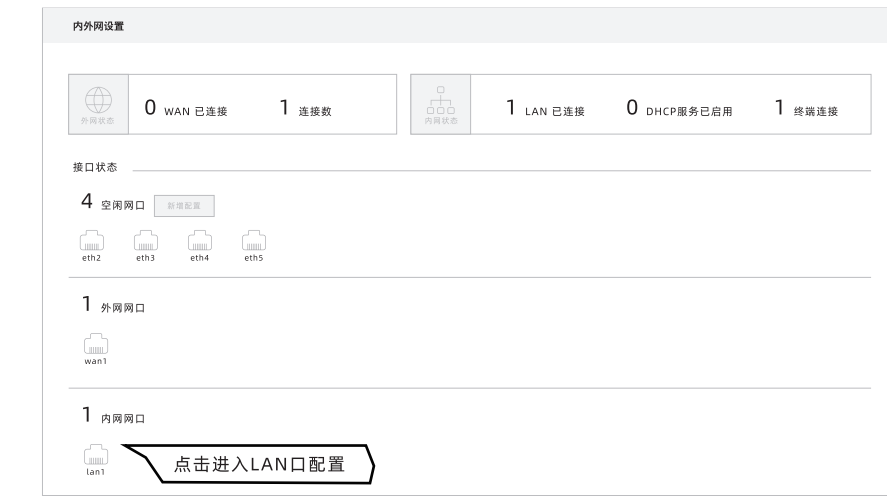 内外网设置
外网状态
0 WAN 已连接 1 连接数
内网状态
1 LAN 已连接 0 DHCP服务已启用 1 终端连接
接口状态
4 空闲网口 新增配置
eth2 eth3 eth4 eth5
1 外网网口
wan1
1 内网网口
lan1
点击进入LAN口配置